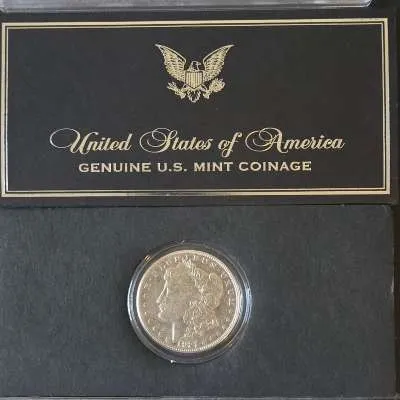 United States of America
GENUINE U.S. MINT COINAGE